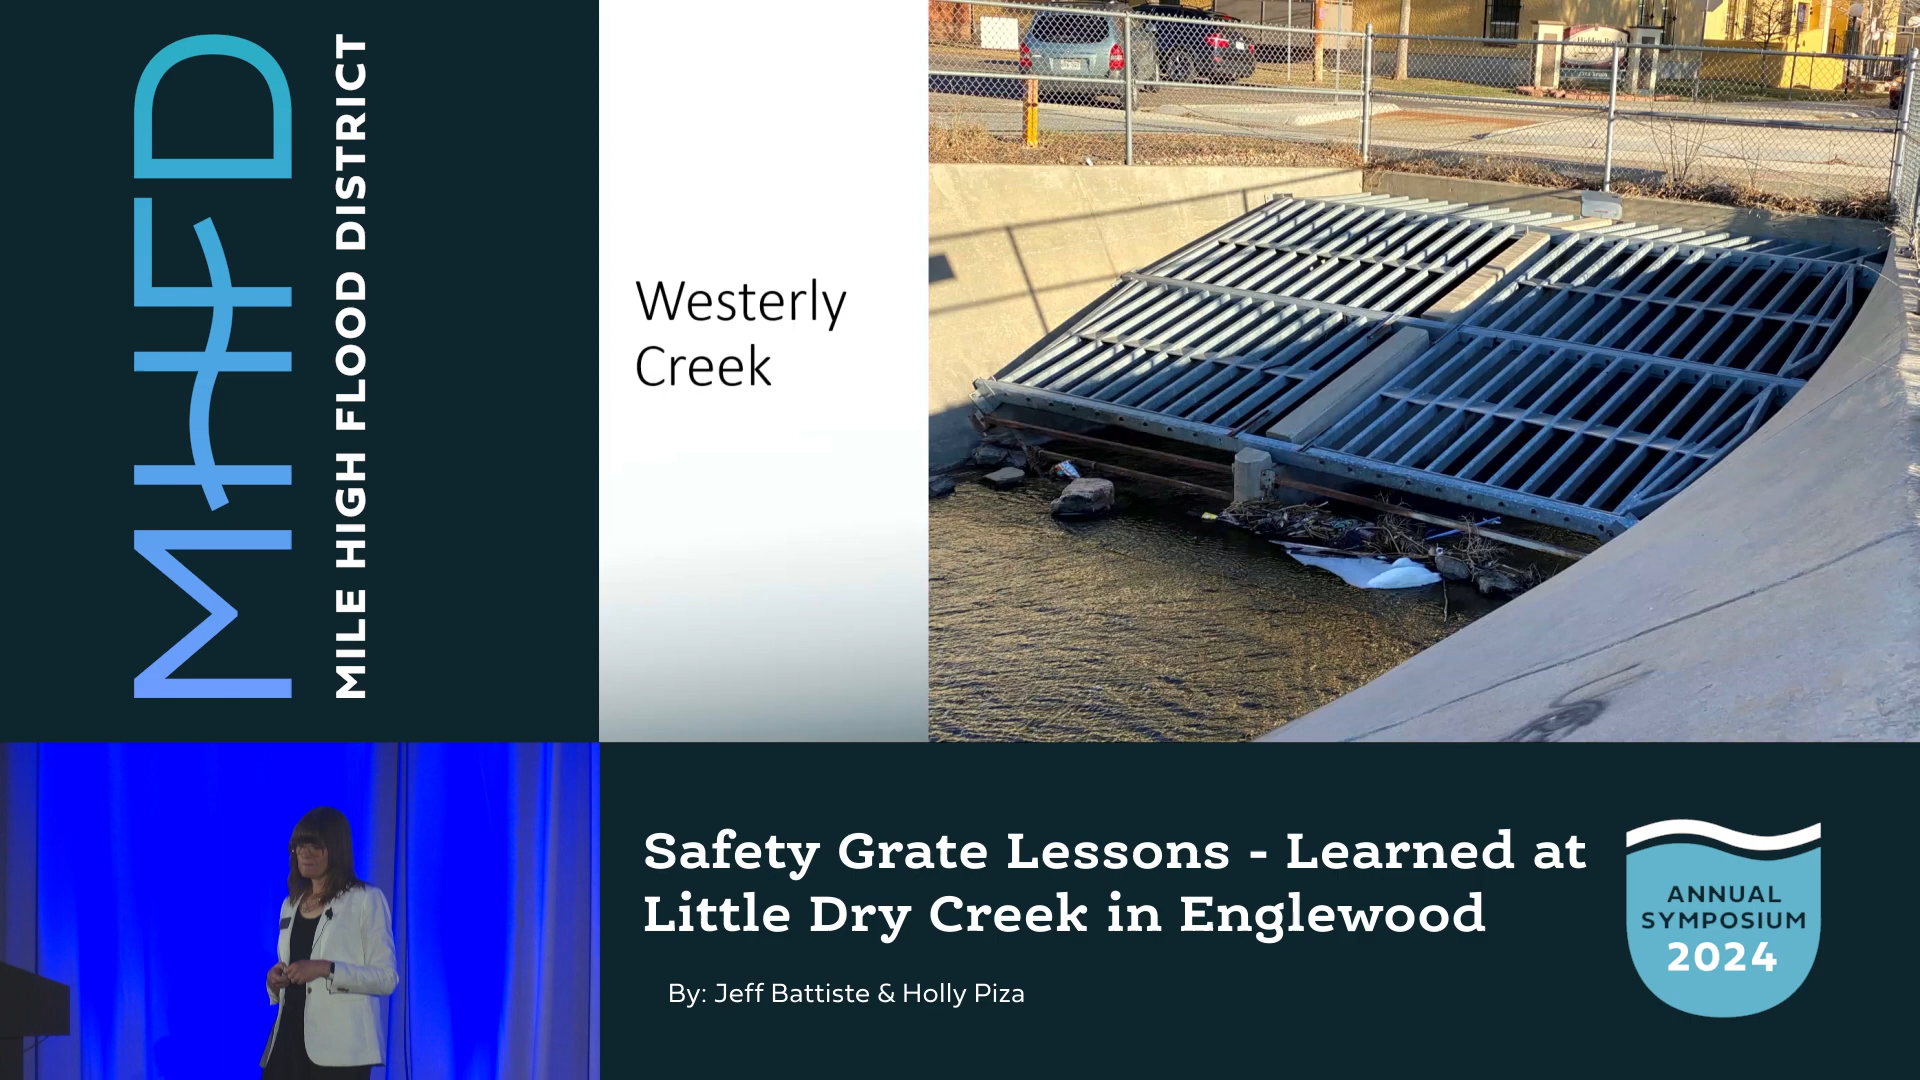 MHFD
MILE HIGH FLOOD DISTRICT
Westerly
Creek
Safety Grate Lessons - Learned at
Little Dry Creek in Englewood
By: Jeff Battiste & Holly Piza
ANNUAL
SYMPOSIUM
2024